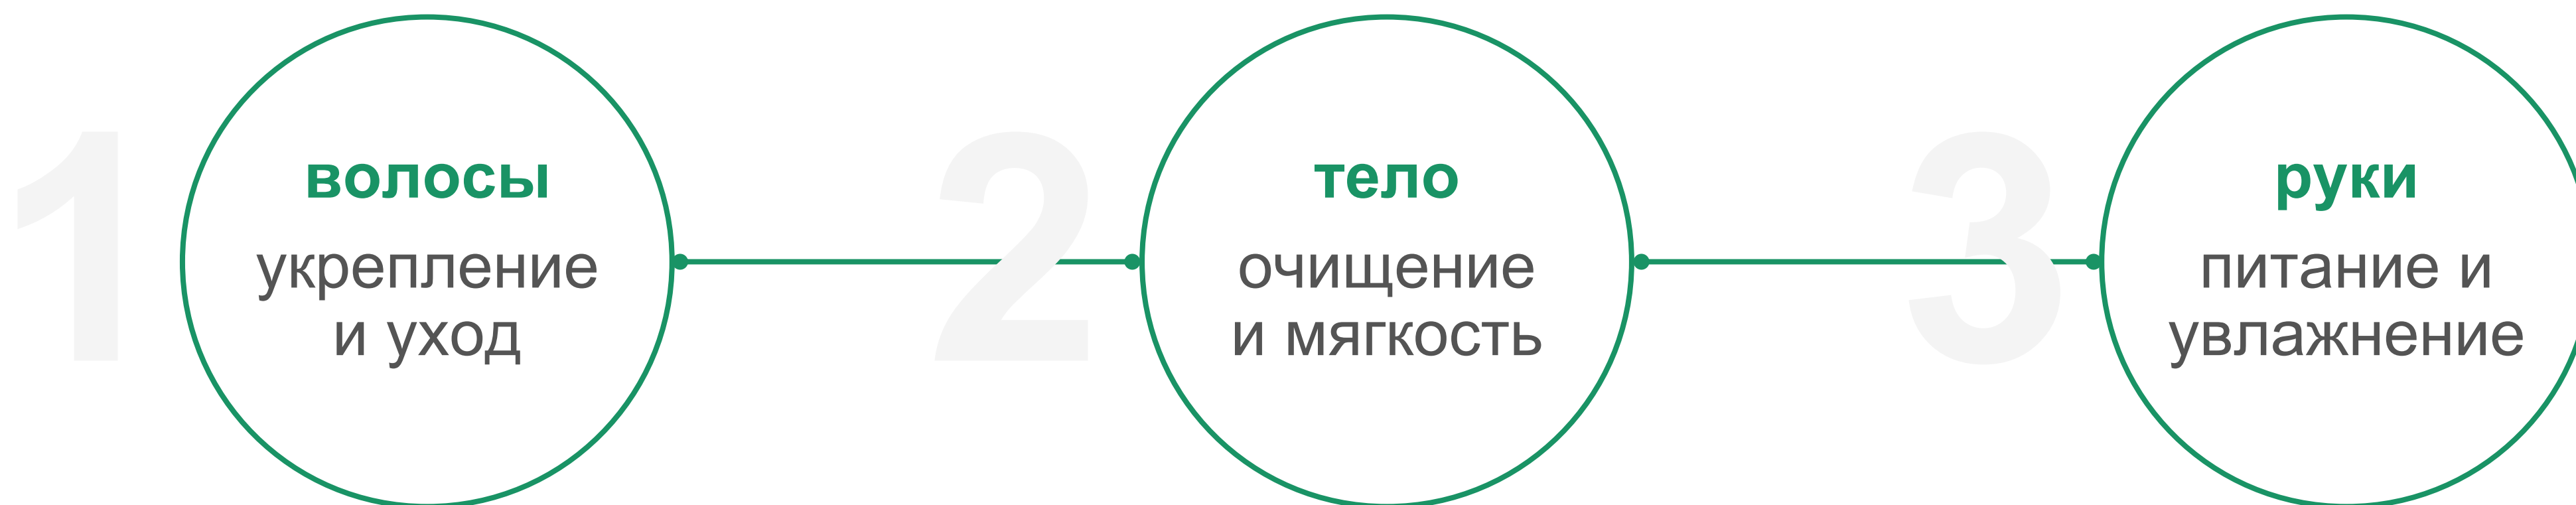 1
волосы
укрепление
и уход
2
тело
очищение
и мягкость
3
руки
питание и
увлажнение